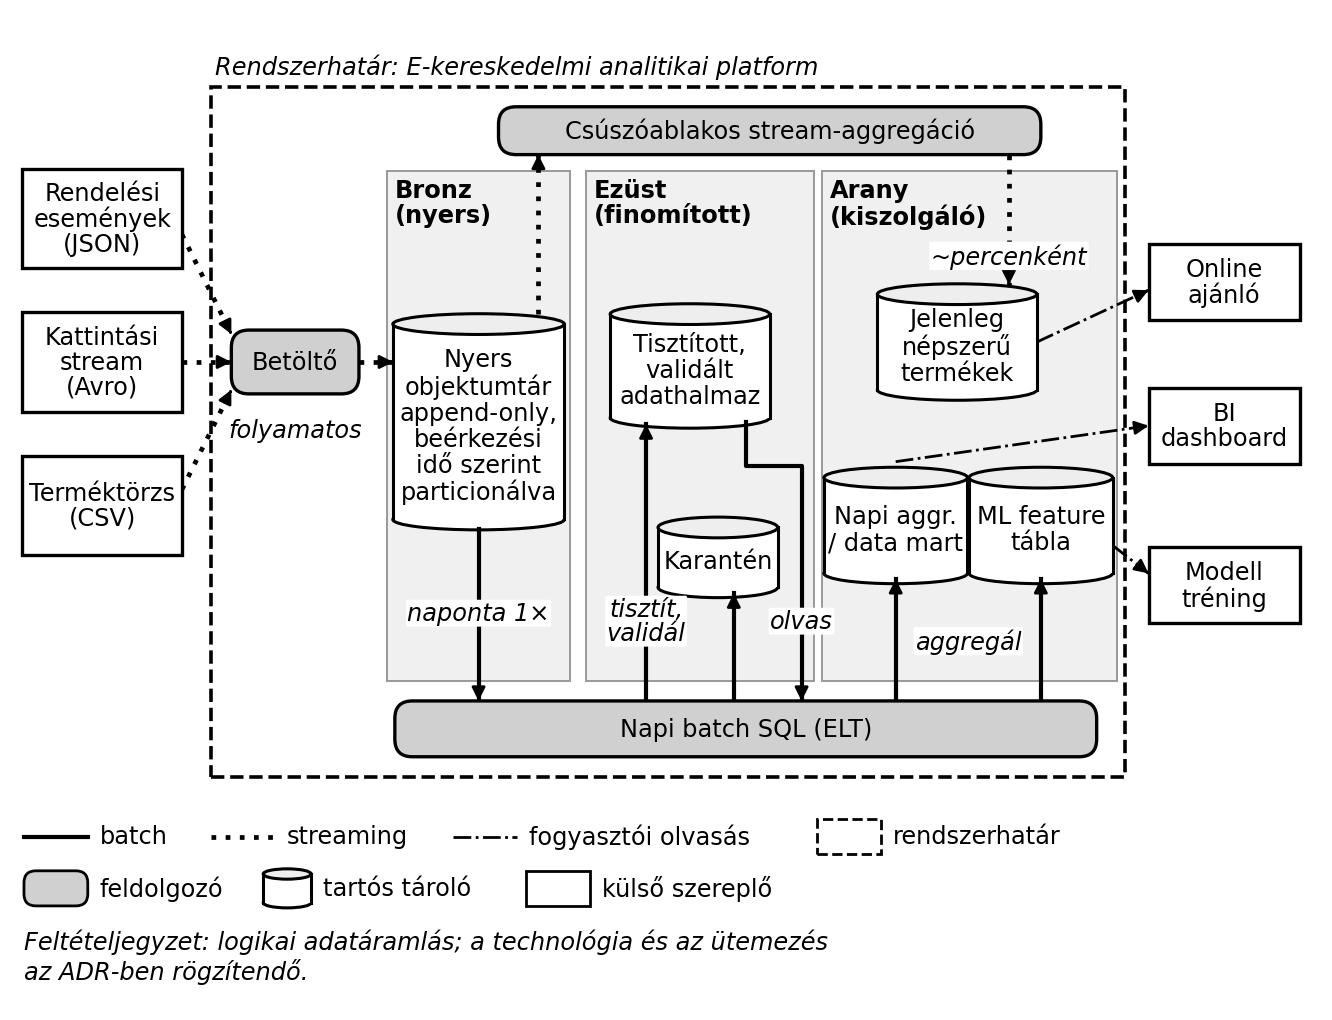 Rendszerhatár: E-kereskedelmi analitikai platform
Csúszóablakos stream-aggregáció
Rendelési
események
(JSON)
Kattintási
stream
(Avro)
Terméktörzs
(CSV)
Betöltő
folyamatos
Bronz
(nyers)
Nyers
objektumtár
append-only,
beérkezési
idő szerint
particionálva
naponta 1×
Ezüst
(finomított)
Tisztított,
validált
adathalmaz
Karantén
tisztít,
validál
olvas
Arany
(kiszolgáló)
~percenként
Jelenleg
népszerű
termékek
Napi aggr.
/ data mart
ML feature
tábla
aggregál
Online
ajánló
BI
dashboard
Modell
tréning
Napi batch SQL (ELT)
batch
streaming
fogyasztói olvasás
rendszerhatár
feldolgozó
tartós tároló
külső szereplő
Feltételjegyzet: logikai adatáramlás; a technológia és az ütemezés
az ADR-ben rögzítendő.